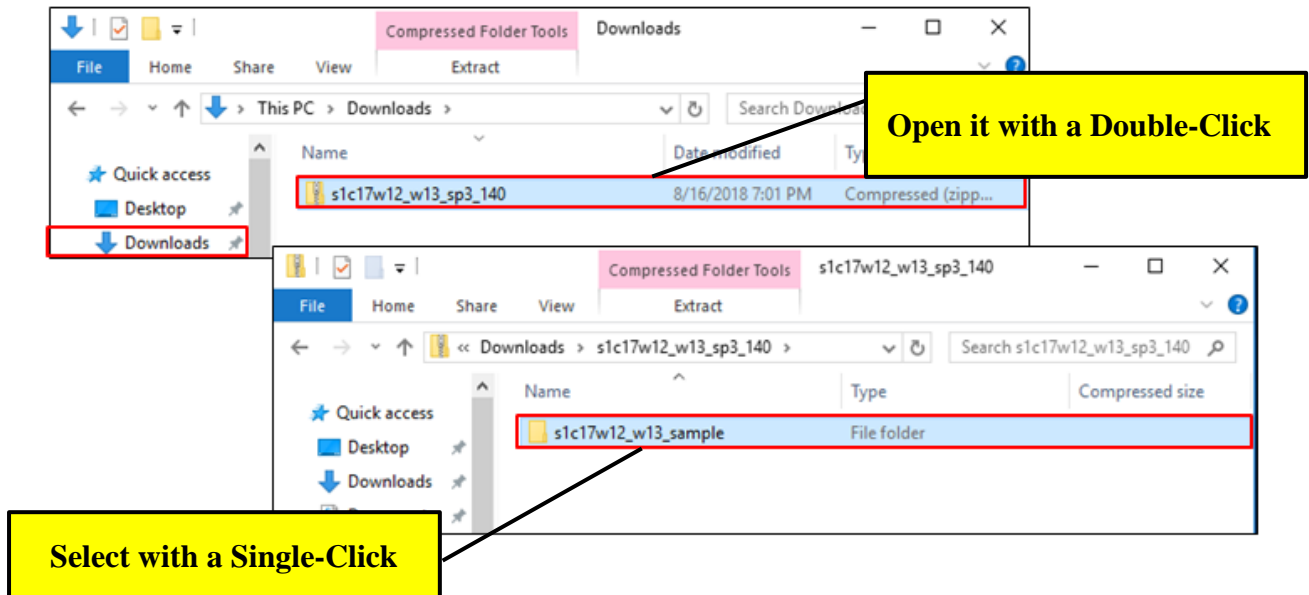 Compressed Folder Tools Downloads
File Home Share View Extract
This PC > Downloads >
Open it with a Double-Click
Name Date modified
Quick access
s1c17w12_w13_sp3_140 8/16/2018 7:01 PM Compressed (zipp...
Desktop
Downloads
Compressed Folder Tools s1c17w12_w13_sp3_140
File Home Share View Extract
« Downloads > s1c17w12_w13_sp3_140 > Search s1c17w12_w13_sp3_140
Name Type Compressed size
Quick access
s1c17w12_w13_sample File folder
Desktop
Downloads
Select with a Single-Click